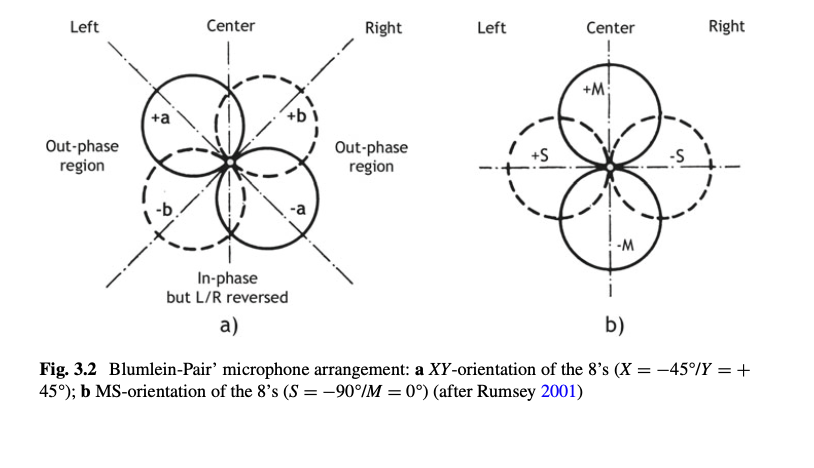 Left
Center
Right
+a
+b
Out-phase
region
Out-phase
region
-b
-a
In-phase
but L/R reversed
a)
Left
Center
Right
+M
+S
-S
-M
b)
Fig. 3.2 Blumlein-Pair’ microphone arrangement: a XY-orientation of the 8’s (X = −45°/Y = +
45°); b MS-orientation of the 8’s (S = −90°/M = 0°) (after Rumsey 2001)